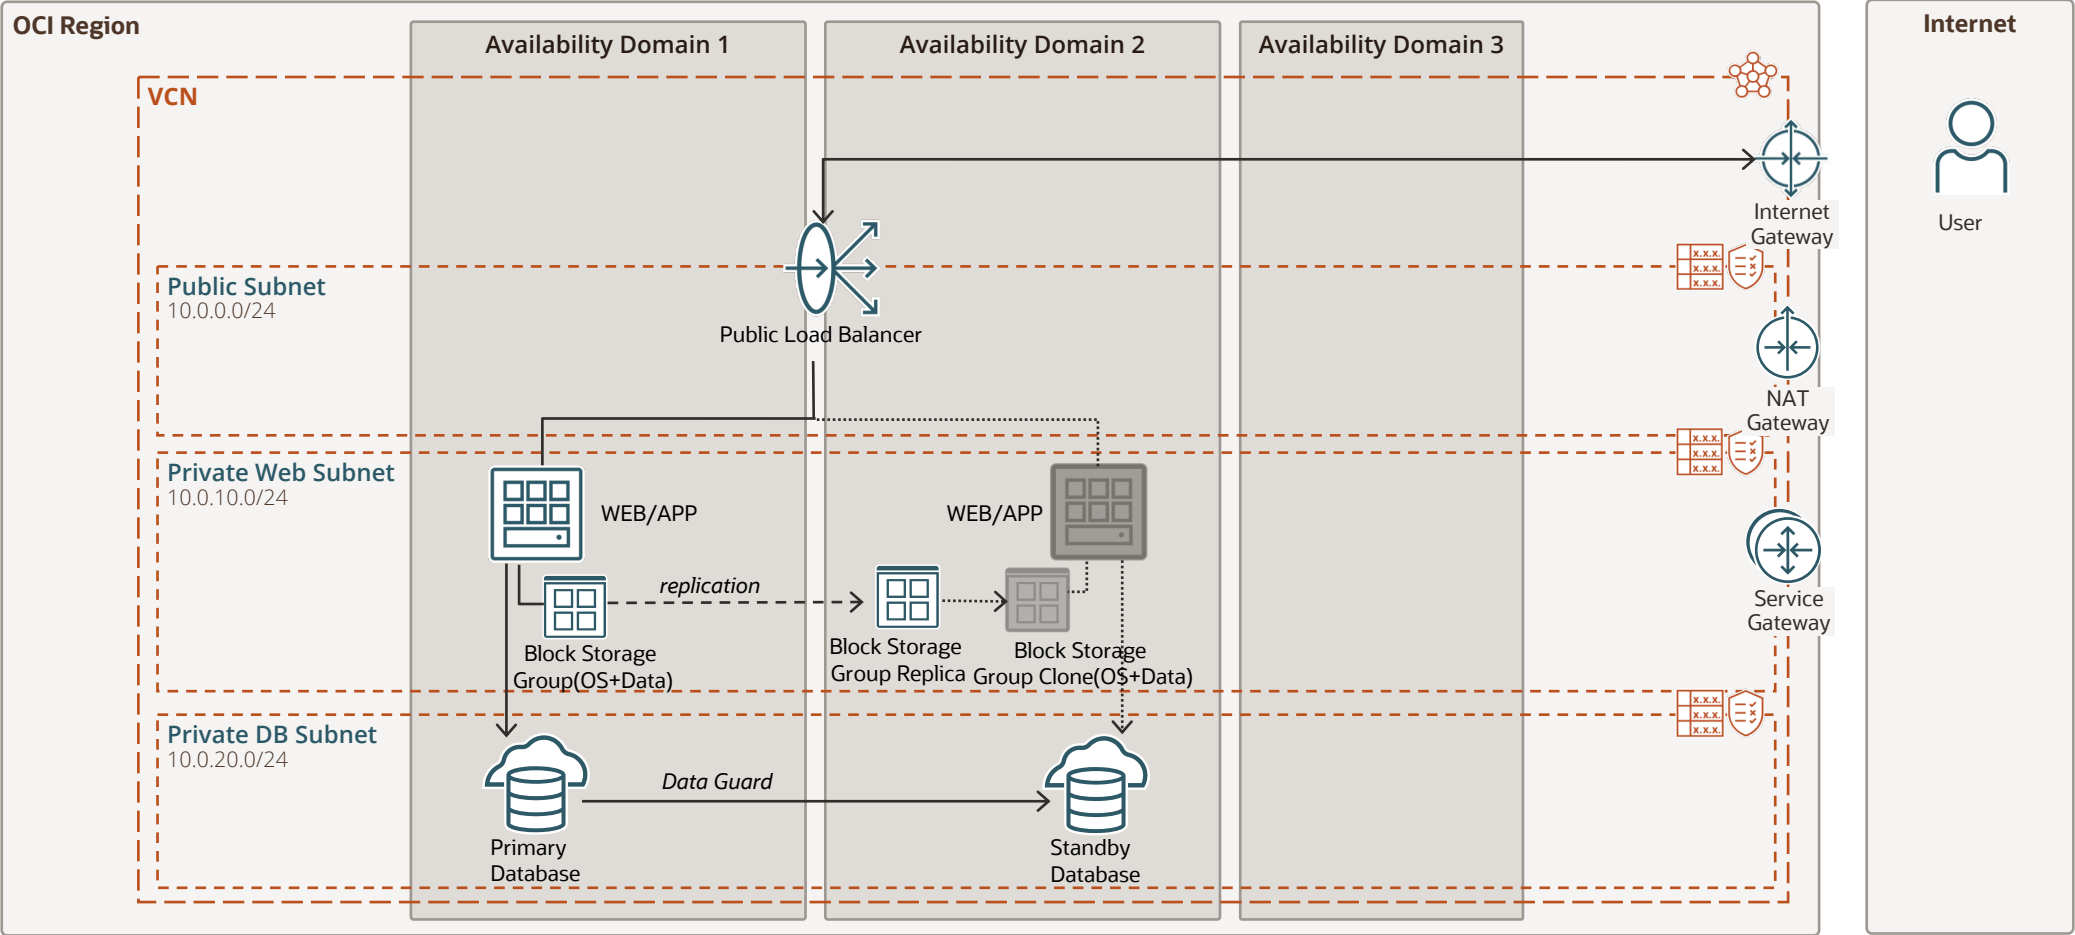 OCI Region
Availability Domain 1
Availability Domain 2
Availability Domain 3
Internet
VCN
User
Internet
Gateway
x.x.x.
x.x.x.
x.x.x.
Public Subnet
10.0.0.0/24
Public Load Balancer
NAT
Gateway
x.x.x.
x.x.x.
x.x.x.
Private Web Subnet
10.0.10.0/24
WEB/APP
WEB/APP
replication
Block Storage
Group(OS+Data)
Block Storage
Group Replica
Block Storage
Group Clone(OS+Data)
Service
Gateway
x.x.x.
x.x.x.
x.x.x.
Private DB Subnet
10.0.20.0/24
Data Guard
Primary
Database
Standby
Database